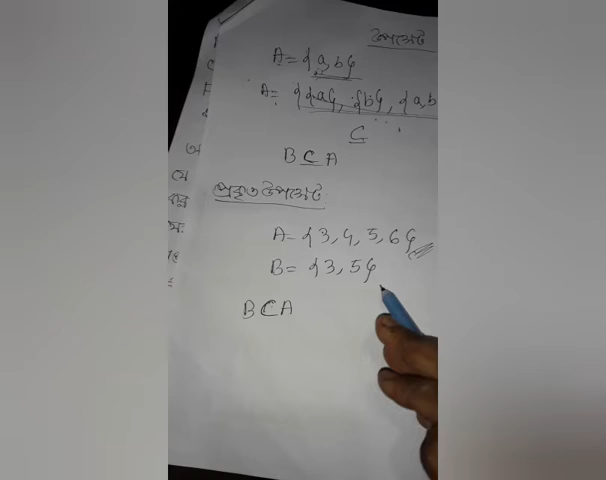 উপসেট
A = {a, b}
A = {{a}, {b}, {a, b
⊆
B ⊆ A
প্রকৃত উপসেট
A = {3, 4, 5, 6}
B = {3, 5}
B ⊂ A